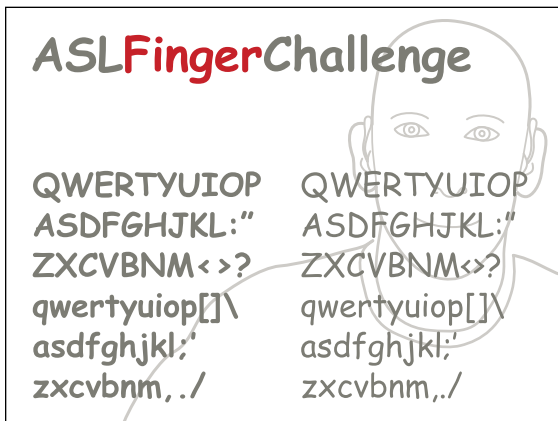 ASLFingerChallenge
QWERTYUIOP QWERTYUIOP
ASDFGHJKL:” ASDFGHJKL:”
ZXCVBNM< >? ZXCVBNM<>?
qwertyuiop[]\ qwertyuiop[]\
asdfghjkl;’ asdfghjkl;’
zxcvbnm, ./ zxcvbnm,./